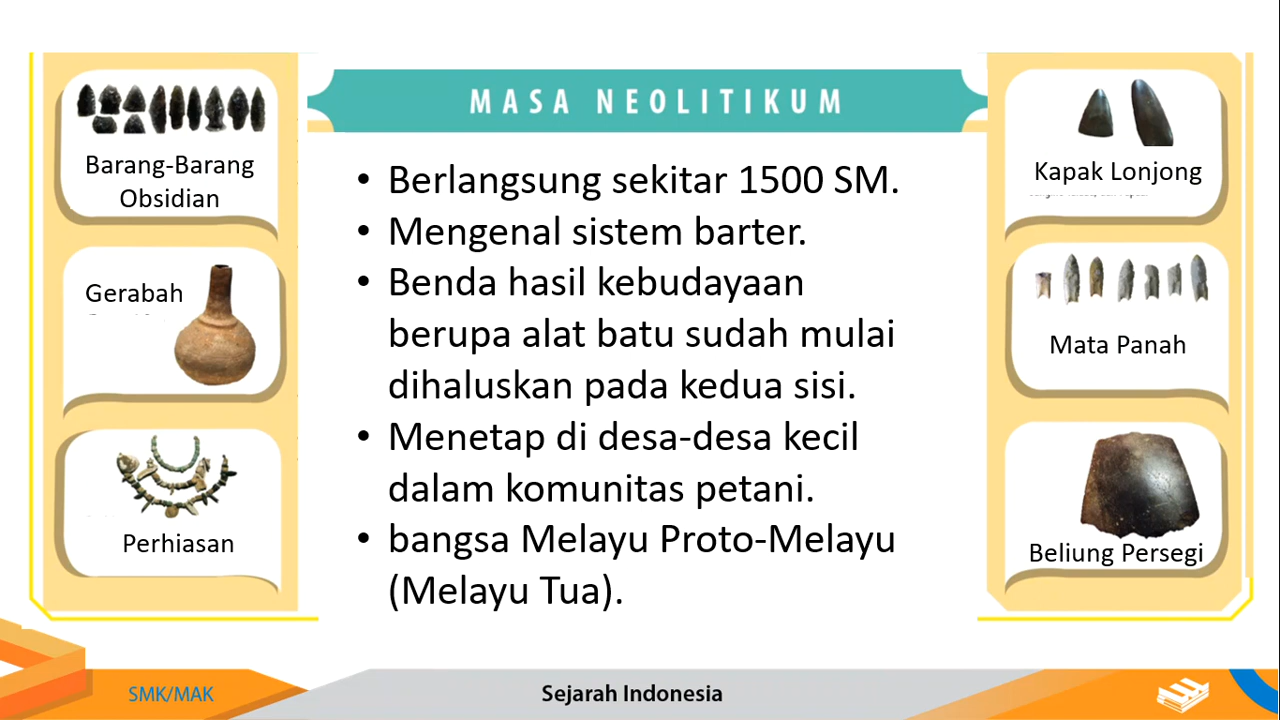 MASA NEOLITIKUM
Barang-Barang
Obsidian
Gerabah
Perhiasan
• Berlangsung sekitar 1500 SM.
• Mengenal sistem barter.
• Benda hasil kebudayaan
berupa alat batu sudah mulai
dihaluskan pada kedua sisi.
• Menetap di desa-desa kecil
dalam komunitas petani.
• bangsa Melayu Proto-Melayu
(Melayu Tua).
Kapak Lonjong
Mata Panah
Beliung Persegi
SMK/MAK
Sejarah Indonesia